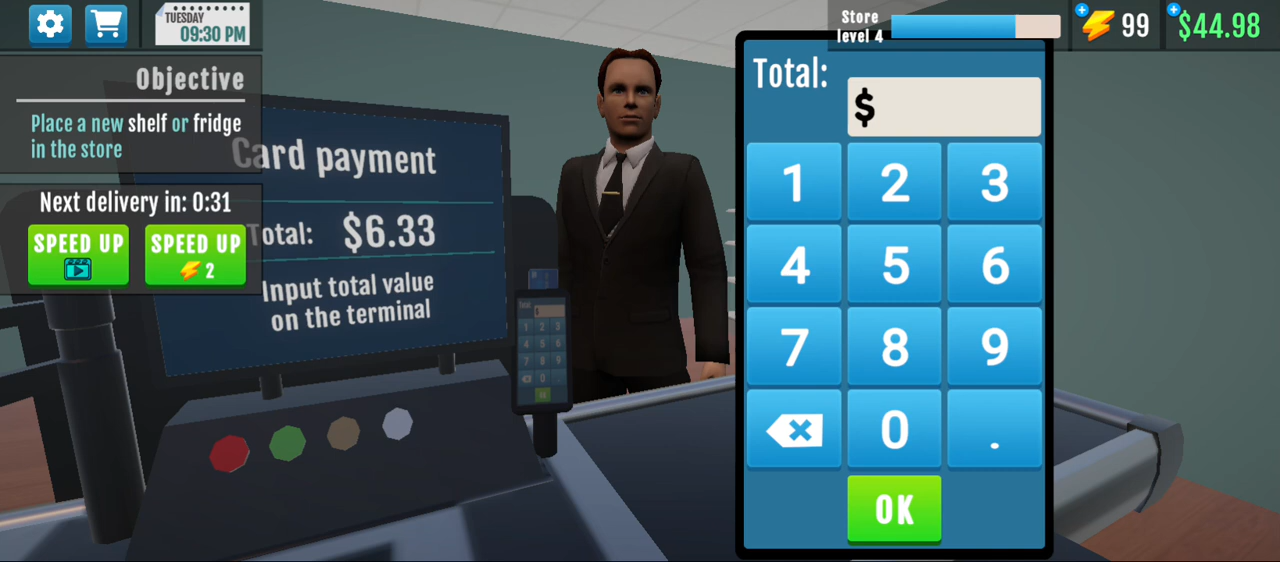 TUESDAY
09:30 PM
Store
level 4
99
$44.98
Objective
Place a new shelf or fridge
in the store
Next delivery in: 0:31
SPEED UP
SPEED UP
2
Card payment
Total: $6.33
Input total value
on the terminal
Total:
$
1 2 3
4 5 6
7 8 9
0 .
OK